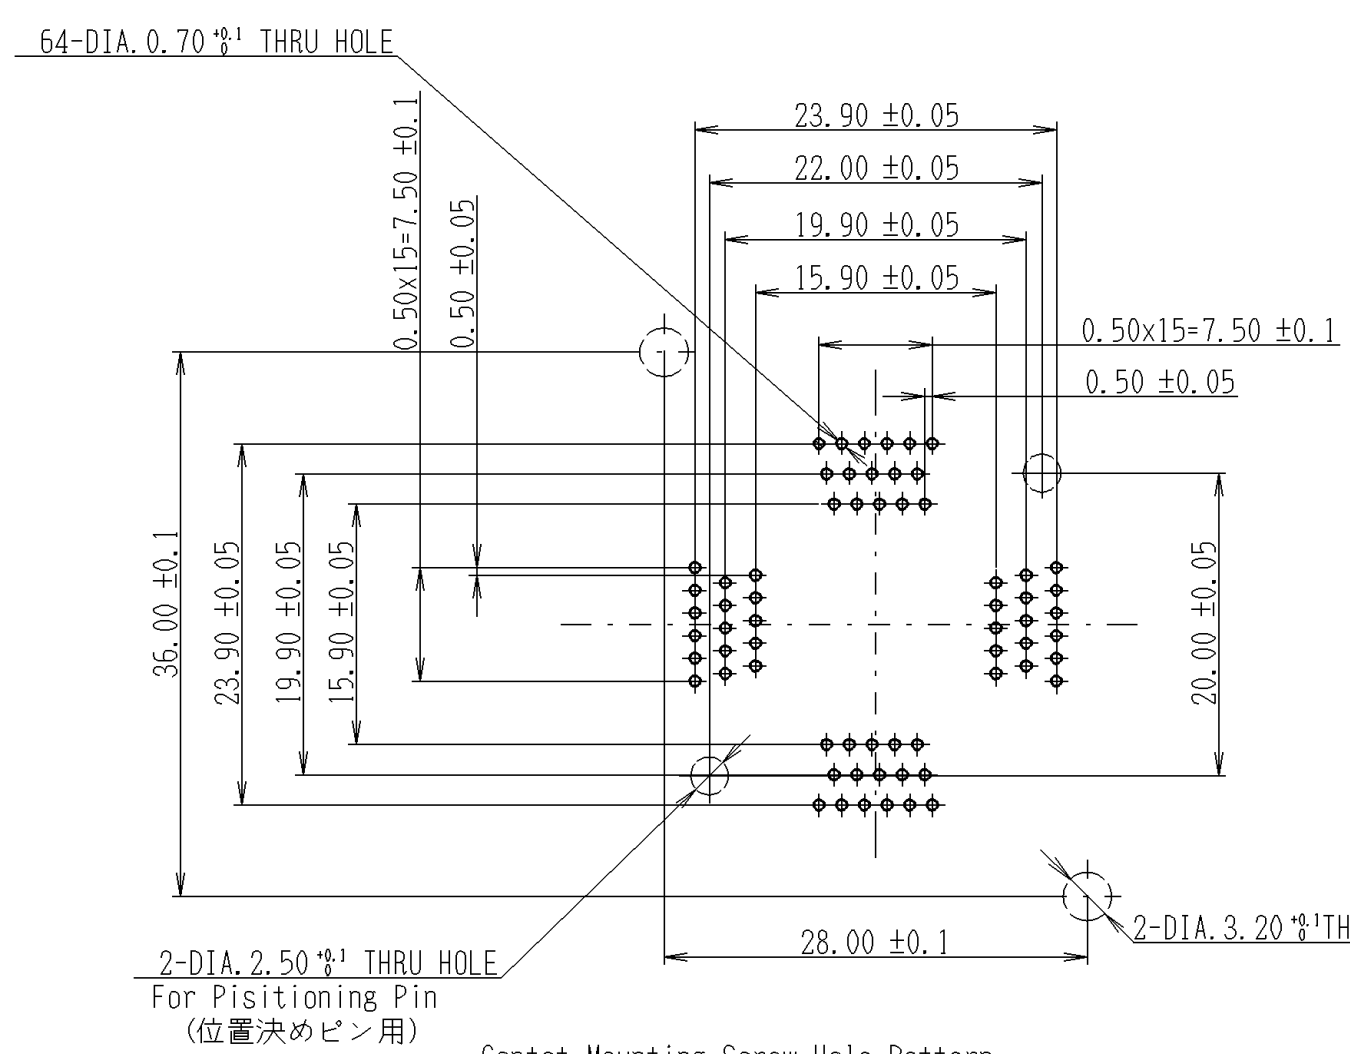 64-DIA.0.70 +0.1 0 THRU HOLE
23.90 ±0.05
22.00 ±0.05
19.90 ±0.05
15.90 ±0.05
0.50x15=7.50 ±0.1
0.50 ±0.05
0.50x15=7.50 ±0.1
0.50 ±0.05
36.00 ±0.1
23.90 ±0.05
19.90 ±0.05
15.90 ±0.05
20.00 ±0.05
28.00 ±0.1
2-DIA.3.20 +0.1 0 TH
2-DIA.2.50 +0.1 0 THRU HOLE
For Pisitioning Pin
(位置決めピン用)
Contct Mounting Screw Hole Pattern